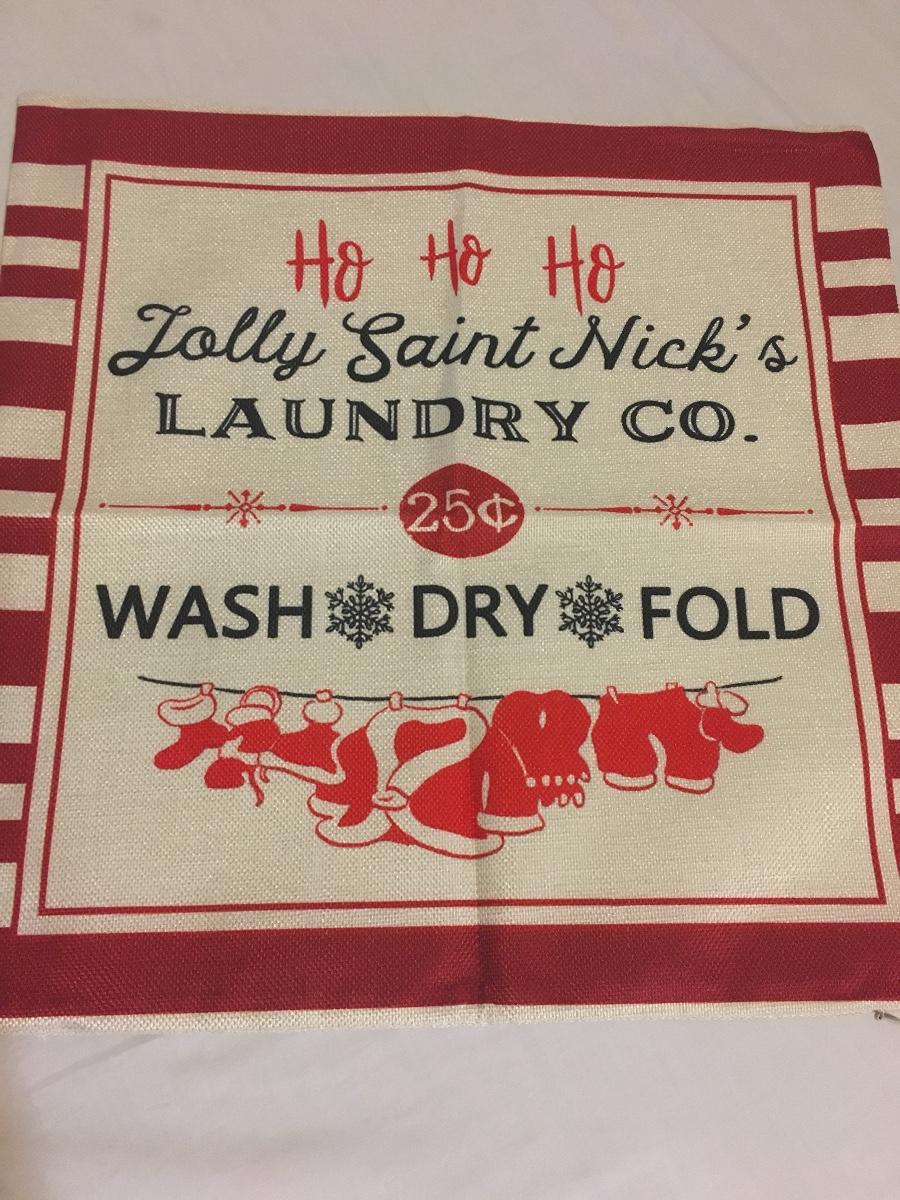 Ho Ho Ho
Jolly Saint Nick's
LAUNDRY CO.
25¢
WASH DRY FOLD